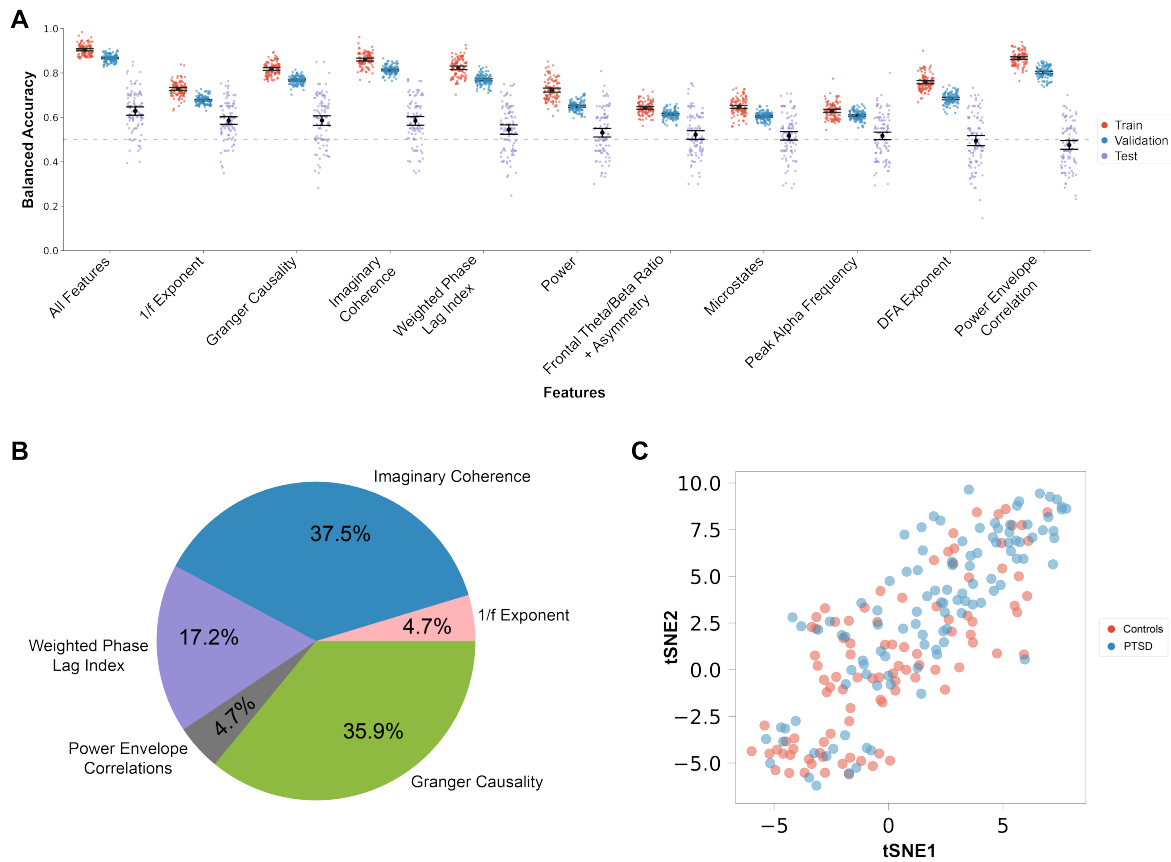 A
1.0
0.8
0.6
0.4
0.2
0.0
Balanced Accuracy
All Features
1/f Exponent
Granger Causality
Imaginary
Coherence
Weighted Phase
Lag Index
Power
Frontal Theta/Beta Ratio
+ Asymmetry
Microstates
Peak Alpha Frequency
DFA Exponent
Power Envelope
Correlation
Features
Train
Validation
Test
B
Imaginary Coherence
37.5%
1/f Exponent
4.7%
Weighted Phase
Lag Index
17.2%
Power Envelope
Correlations
4.7%
35.9%
Granger Causality
C
10.0
7.5
5.0
2.5
0.0
−2.5
−5.0
tSNE2
−5
0
5
tSNE1
Controls
PTSD